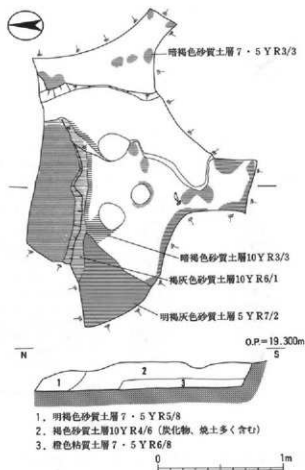 暗褐色砂質土層7・5YR3/3
暗褐色砂質土層10YR3/3
褐灰色砂質土層10YR6/1
明褐灰色砂質土層5YR7/2
O.P.=19.300m
N
S
1
2
3
1. 明褐色砂質土層7・5YR5/8
2. 褐色砂質土層10YR4/6(炭化物、焼土多く含む)
3. 橙色粘質土層7・5YR6/8
0
1m